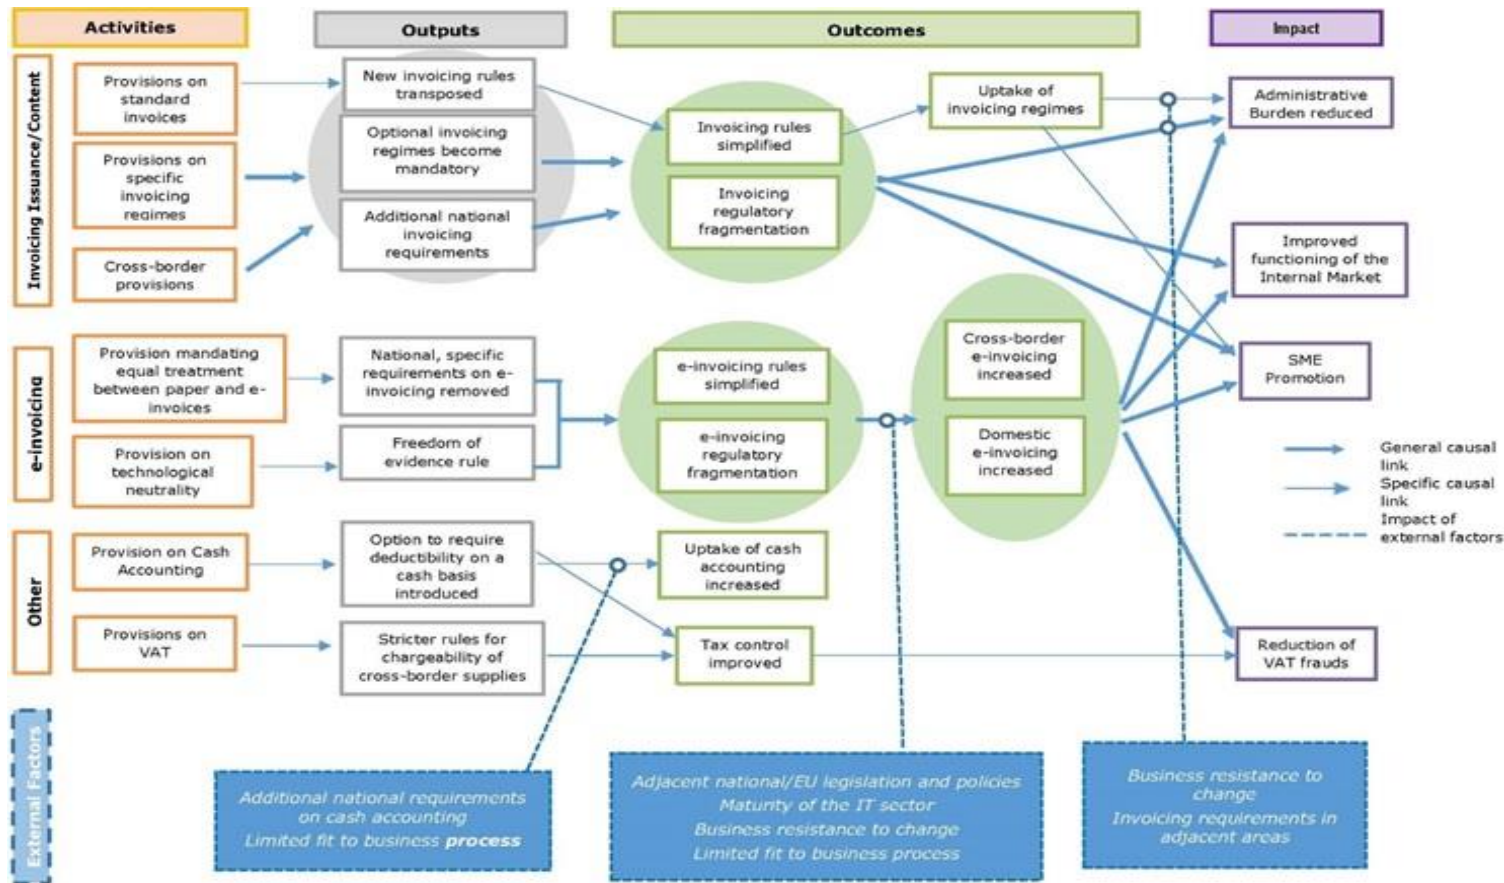 Activities
Outputs
Outcomes
Impact
Invoicing Issuance/Content
Provisions on
standard
invoices
Provisions on
specific
invoicing
regimes
Cross-border
provisions
New invoicing rules
transposed
Optional invoicing
regimes become
mandatory
Additional national
invoicing
requirements
Invoicing rules
simplified
Invoicing
regulatory
fragmentation
Uptake of
invoicing regimes
Administrative
Burden reduced
Improved
functioning of the
Internal Market
SME
Promotion
e-invoicing
Provision mandating
equal treatment
between paper and e-
invoices
Provision on
technological
neutrality
National, specific
requirements on e-
invoicing removed
Freedom of
evidence rule
e-invoicing rules
simplified
e-invoicing
regulatory
fragmentation
Cross-border
e-invoicing
increased
Domestic
e-invoicing
increased
General causal
link
Specific causal
link
Impact of
external factors
Other
Provision on Cash
Accounting
Provisions on
VAT
Option to require
deductibility on a
cash basis
introduced
Stricter rules for
chargeability of
cross-border supplies
Uptake of cash
accounting
increased
Tax control
improved
Reduction of
VAT frauds
External Factors
Additional national requirements
on cash accounting
Limited fit to business process
Adjacent national/EU legislation and policies
Maturity of the IT sector
Business resistance to change
Limited fit to business process
Business resistance to
change
Invoicing requirements in
adjacent areas